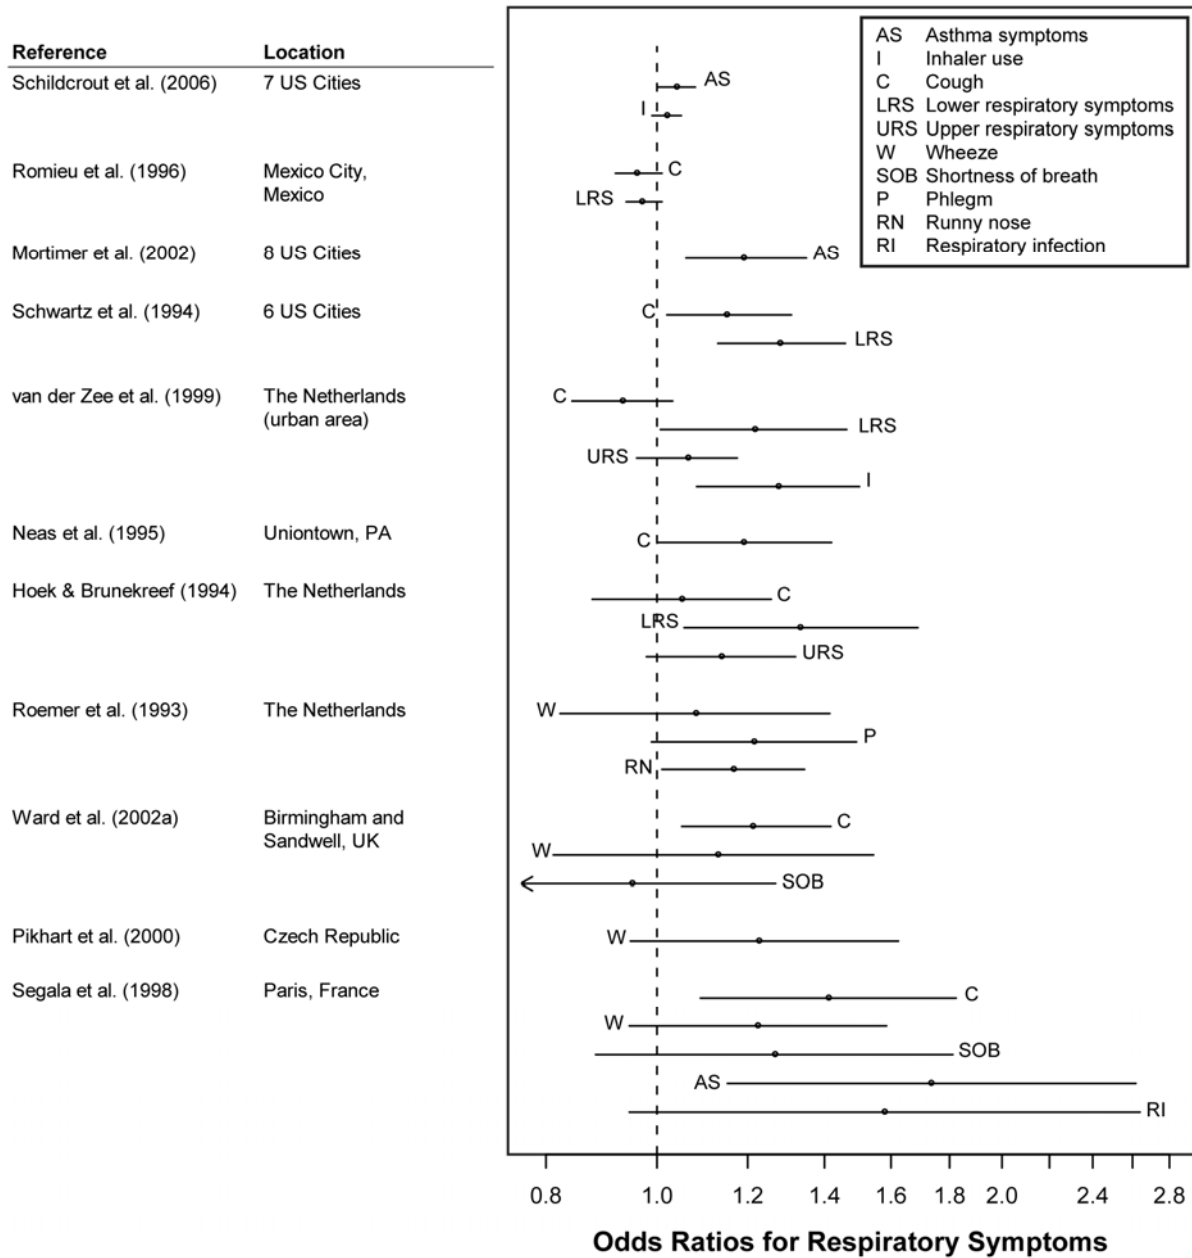 Reference Location
Schildcrout et al. (2006) 7 US Cities
Romieu et al. (1996) Mexico City,
Mexico
Mortimer et al. (2002) 8 US Cities
Schwartz et al. (1994) 6 US Cities
van der Zee et al. (1999) The Netherlands
(urban area)
Neas et al. (1995) Uniontown, PA
Hoek & Brunekreef (1994) The Netherlands
Roemer et al. (1993) The Netherlands
Ward et al. (2002a) Birmingham and
Sandwell, UK
Pikhart et al. (2000) Czech Republic
Segala et al. (1998) Paris, France
AS Asthma symptoms
I Inhaler use
C Cough
LRS Lower respiratory symptoms
URS Upper respiratory symptoms
W Wheeze
SOB Shortness of breath
P Phlegm
RN Runny nose
RI Respiratory infection
AS
I
C
LRS
AS
C
LRS
C
LRS
URS
I
C
C
LRS
URS
W
P
RN
C
W
SOB
W
C
W
SOB
AS
RI
0.8 1.0 1.2 1.4 1.6 2.0 2.4 2.8
Odds Ratios for Respiratory Symptoms